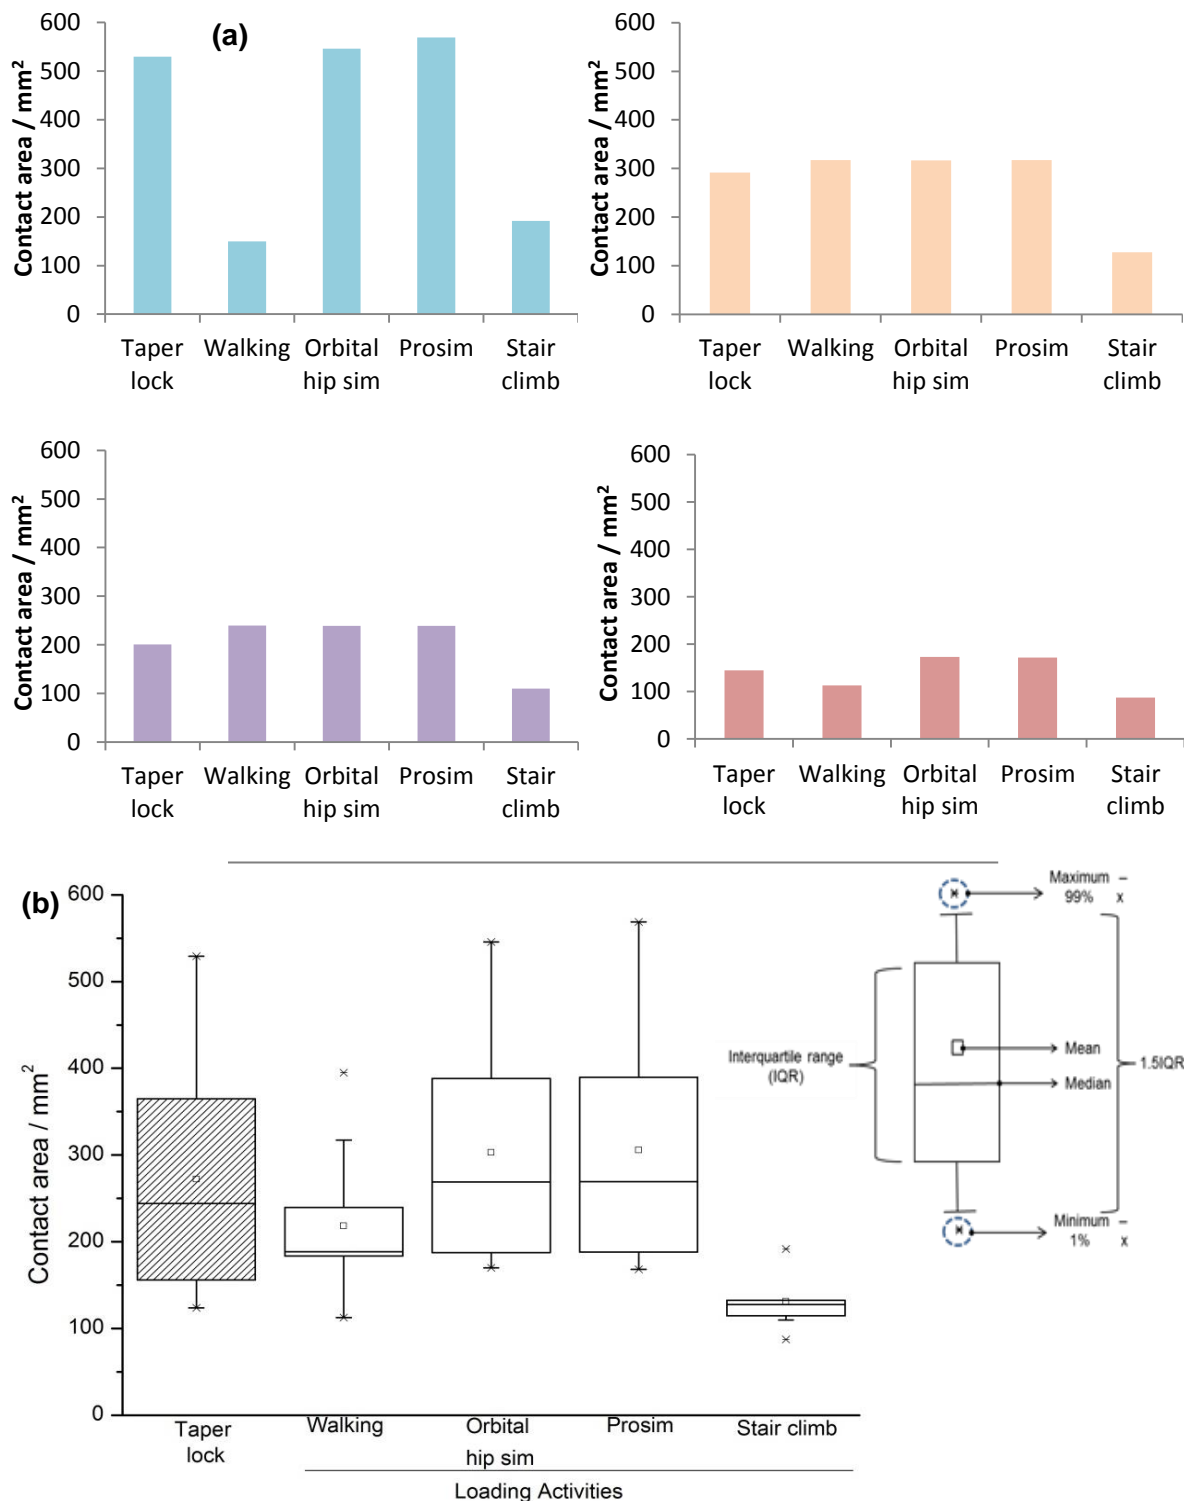 (a)
Contact area / mm²
600
500
400
300
200
100
0
Taper lock
Walking
Orbital hip sim
Prosim
Stair climb
Contact area / mm²
600
500
400
300
200
100
0
Taper lock
Walking
Orbital hip sim
Prosim
Stair climb
Contact area / mm²
600
500
400
300
200
100
0
Taper lock
Walking
Orbital hip sim
Prosim
Stair climb
Contact area / mm²
600
500
400
300
200
100
0
Taper lock
Walking
Orbital hip sim
Prosim
Stair climb
(b)
Contact area / mm²
600
500
400
300
200
100
0
Taper lock
Walking
Orbital hip sim
Prosim
Stair climb
Loading Activities
Maximum –
99% x
Interquartile range
(IQR)
Mean
Median
1.5IQR
Minimum –
1% x